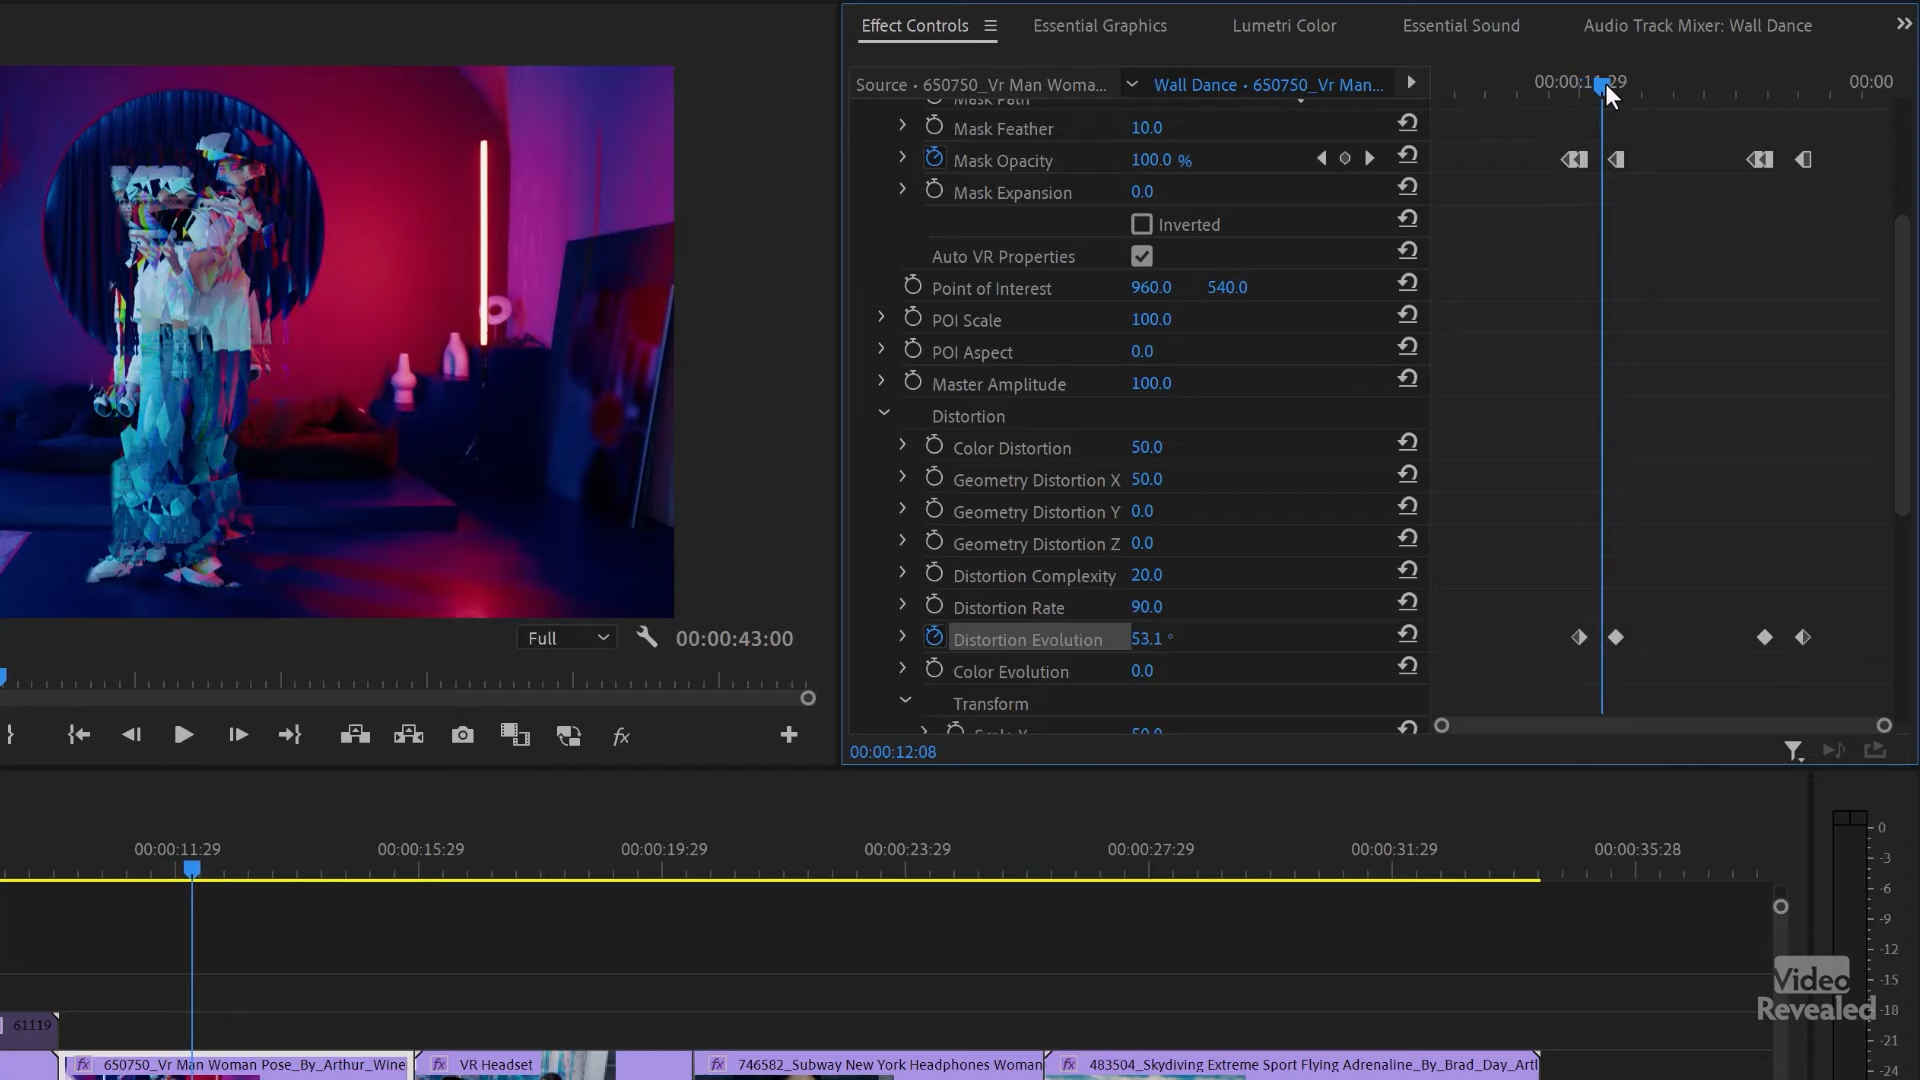 Effect Controls
Essential Graphics
Lumetri Color
Essential Sound
Audio Track Mixer: Wall Dance
Source • 650750_Vr Man Woma...
Wall Dance • 650750_Vr Man...
00:00
Mask Path
Mask Feather 10.0
Mask Opacity 100.0 %
Mask Expansion 0.0
Inverted
Auto VR Properties
Point of Interest 960.0 540.0
POI Scale 100.0
POI Aspect 0.0
Master Amplitude 100.0
Distortion
Color Distortion 50.0
Geometry Distortion X 50.0
Geometry Distortion Y 0.0
Geometry Distortion Z 0.0
Distortion Complexity 20.0
Distortion Rate 90.0
Distortion Evolution 53.1 °
Color Evolution 0.0
Transform
Full
00:00:43:00
fx
00:00:12:08
00:00:11:29 00:00:15:29 00:00:19:29 00:00:23:29 00:00:27:29 00:00:31:29 00:00:35:28
61119
fx 650750_Vr Man Woman Pose_By_Arthur_Wine
fx VR Headset
fx 746582_Subway New York Headphones Woman
fx 483504_Skydiving Extreme Sport Flying Adrenaline_By_Brad_Day_Artl
0
-3
-6
-9
-12
-15
-18
-21
-24
Video
Revealed